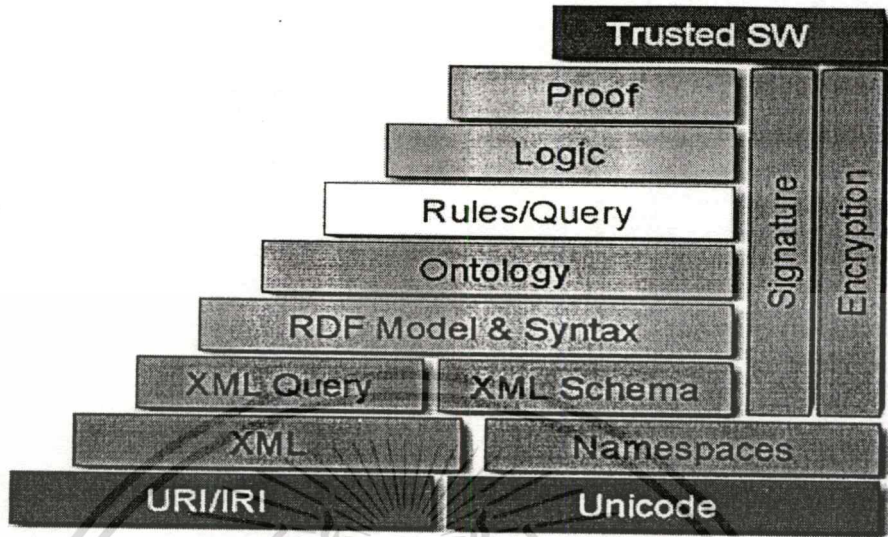 Trusted SW
Proof
Logic
Rules/Query
Ontology
RDF Model & Syntax
XML Query
XML Schema
Signature
Encryption
XML
Namespaces
URI/IRI
Unicode